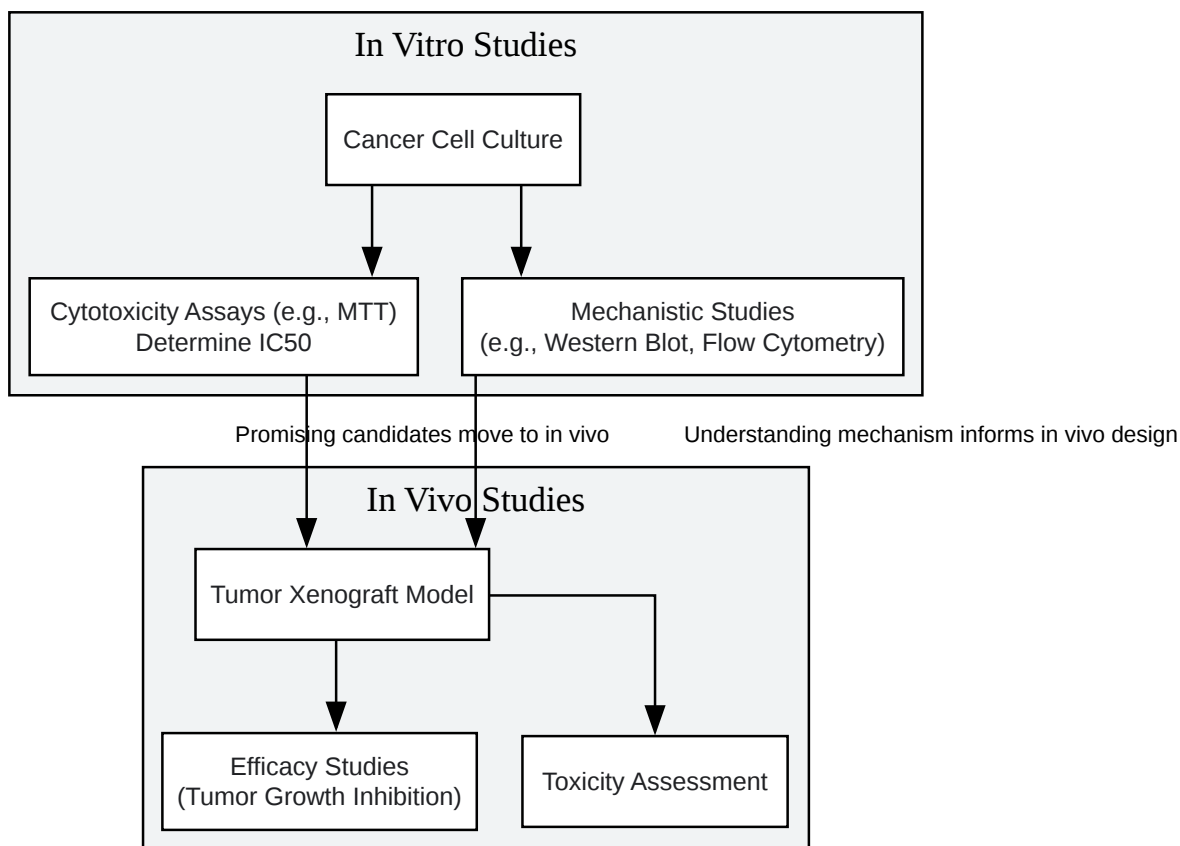 In Vitro Studies
Cancer Cell Culture
Cytotoxicity Assays (e.g., MTT)
Determine IC50
Mechanistic Studies
(e.g., Western Blot, Flow Cytometry)
Promising candidates move to in vivo
Understanding mechanism informs in vivo design
In Vivo Studies
Tumor Xenograft Model
Efficacy Studies
(Tumor Growth Inhibition)
Toxicity Assessment